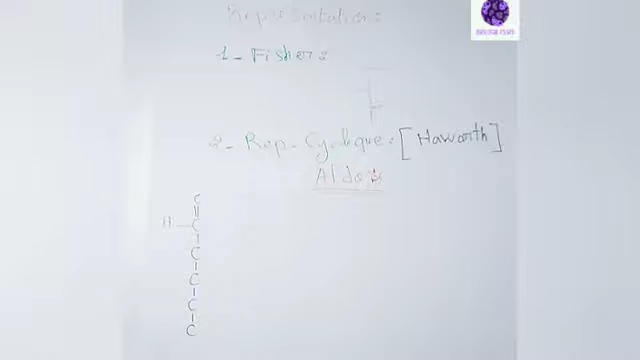 Représentation :
1 - Fisher :
2 - Rep - Cyclique : [Haworth]
Aldo
C
H - C
C
C
C
C